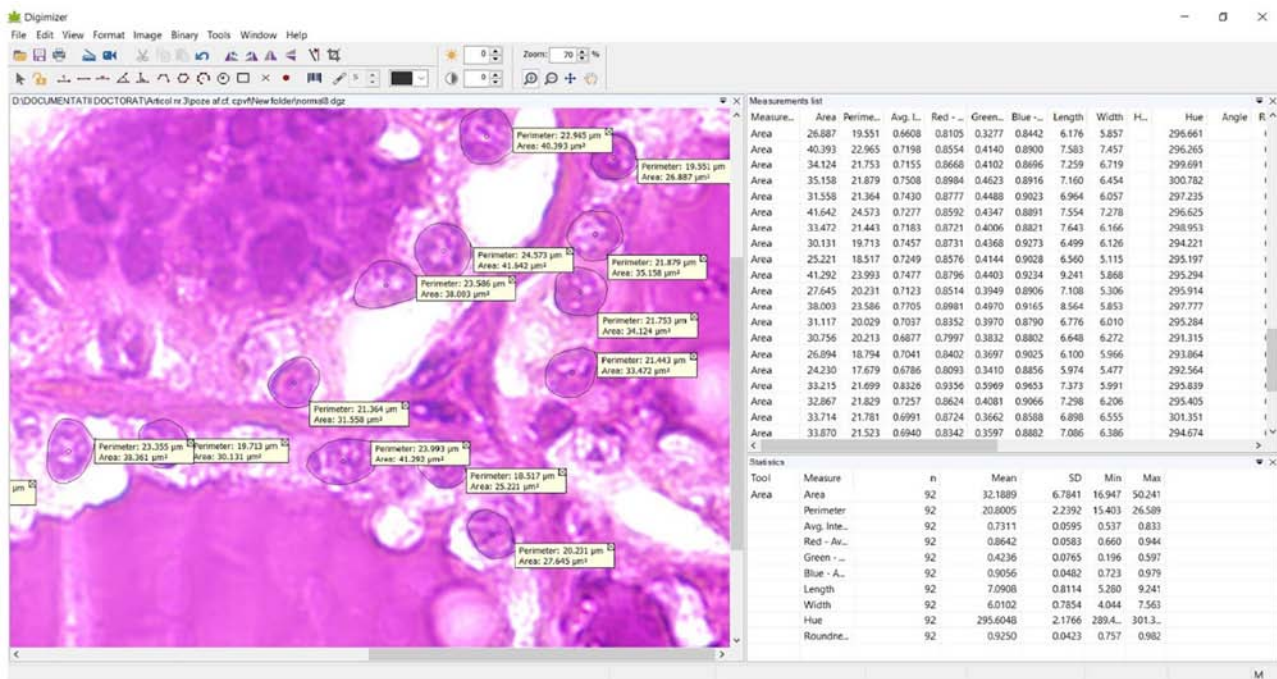 Digimizer
File Edit View Format Image Binary Tools Window Help
0 Zoom: 70 %
0
D:\DOCUMENTATII DOCTORAT\Articol nr 3\poze af.cf. cpvf\New folder\normal8.dgz
Perimeter: 22.965 µm
Area: 40.393 µm²
Perimeter: 19.551 µm
Area: 26.887 µm²
Perimeter: 24.573 µm
Area: 41.642 µm²
Perimeter: 21.879 µm
Area: 35.158 µm²
Perimeter: 23.586 µm
Area: 38.003 µm²
Perimeter: 21.753 µm
Area: 34.124 µm²
Perimeter: 21.443 µm
Area: 33.472 µm²
Perimeter: 21.364 µm
Area: 31.558 µm²
Perimeter: 23.355 µm
Area: 38.361 µm²
Perimeter: 19.713 µm
Area: 30.131 µm²
Perimeter: 23.993 µm
Area: 41.292 µm²
Perimeter: 18.517 µm
Area: 25.221 µm²
µm
Perimeter: 20.231 µm
Area: 27.645 µm²
Measurements list
Measure... Area Perime... Avg. I... Red - ... Green... Blue -... Length Width H... Hue Angle R
Area 26.887 19.551 0.6608 0.8105 0.3277 0.8442 6.176 5.857 296.661
Area 40.393 22.965 0.7198 0.8554 0.4140 0.8900 7.583 7.457 296.265
Area 34.124 21.753 0.7155 0.8668 0.4102 0.8696 7.259 6.719 299.691
Area 35.158 21.879 0.7508 0.8984 0.4623 0.8916 7.160 6.454 300.782
Area 31.558 21.364 0.7430 0.8777 0.4488 0.9023 6.964 6.057 297.235
Area 41.642 24.573 0.7277 0.8592 0.4347 0.8891 7.554 7.278 296.625
Area 33.472 21.443 0.7183 0.8721 0.4006 0.8821 7.643 6.166 298.953
Area 30.131 19.713 0.7457 0.8731 0.4368 0.9273 6.499 6.126 294.221
Area 25.221 18.517 0.7249 0.8576 0.4144 0.9028 6.560 5.115 295.197
Area 41.292 23.993 0.7477 0.8796 0.4403 0.9234 9.241 5.868 295.294
Area 27.645 20.231 0.7123 0.8514 0.3949 0.8906 7.108 5.306 295.914
Area 38.003 23.586 0.7705 0.8981 0.4970 0.9165 8.564 5.853 297.777
Area 31.117 20.029 0.7037 0.8352 0.3970 0.8790 6.776 6.010 295.284
Area 30.756 20.213 0.6877 0.7997 0.3832 0.8802 6.648 6.272 291.315
Area 26.894 18.794 0.7041 0.8402 0.3697 0.9025 6.100 5.966 293.864
Area 24.230 17.679 0.6786 0.8093 0.3410 0.8856 5.974 5.477 292.564
Area 33.215 21.699 0.8326 0.9356 0.5969 0.9653 7.373 5.991 295.839
Area 32.867 21.829 0.7257 0.8624 0.4081 0.9066 7.298 6.206 295.405
Area 33.714 21.781 0.6991 0.8724 0.3662 0.8588 6.898 6.555 301.351
Area 33.870 21.523 0.6940 0.8342 0.3597 0.8882 7.086 6.386 294.674
Statistics
Tool Measure n Mean SD Min Max
Area Area 92 32.1889 6.7841 16.947 50.241
Perimeter 92 20.8005 2.2392 15.403 26.589
Avg. Inte... 92 0.7311 0.0595 0.537 0.833
Red - Av... 92 0.8642 0.0583 0.660 0.944
Green - ... 92 0.4236 0.0765 0.196 0.597
Blue - A... 92 0.9056 0.0482 0.723 0.979
Length 92 7.0908 0.8114 5.280 9.241
Width 92 6.0102 0.7854 4.044 7.563
Hue 92 295.6048 2.1766 289.4... 301.3...
Roundne... 92 0.9250 0.0423 0.757 0.982
M